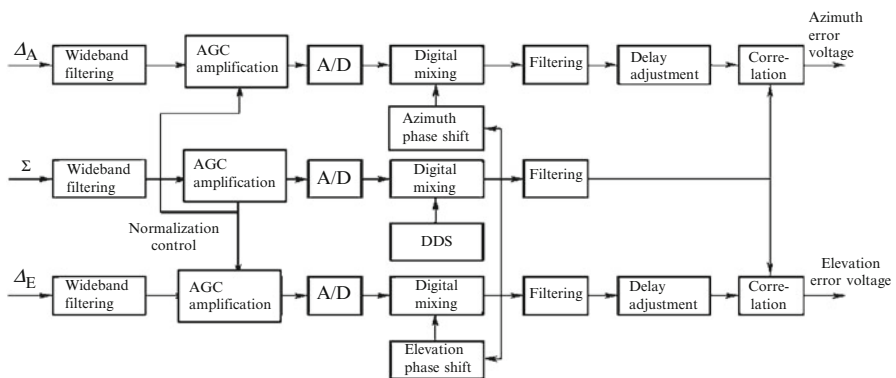 Δ_A
Wideband
filtering
AGC
amplification
A/D
Digital
mixing
Filtering
Delay
adjustment
Corre-
lation
Azimuth
error
voltage
Azimuth
phase shift
Σ
Wideband
filtering
AGC
amplification
A/D
Digital
mixing
Filtering
Normalization
control
DDS
Δ_E
Wideband
filtering
AGC
amplification
A/D
Digital
mixing
Filtering
Delay
adjustment
Corre-
lation
Elevation
error voltage
Elevation
phase shift